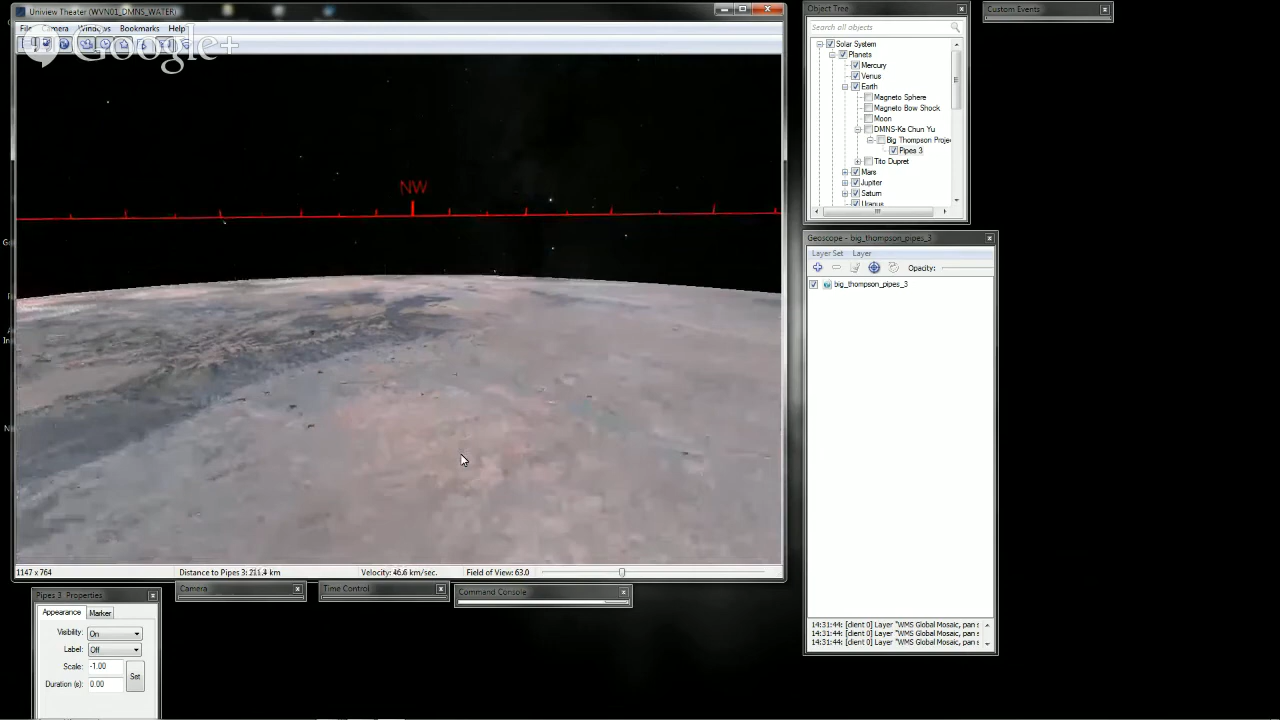 Uniview Theater (WVN01_DMNS_WATER)
File Camera Windows Bookmarks Help
Google+
NW
1147 x 764 Distance to Pipes 3: 211.4 km Velocity: 46.6 km/sec. Field of View: 63.0
Object Tree
Search all objects
Solar System
Planets
Mercury
Venus
Earth
Magneto Sphere
Magneto Bow Shock
Moon
DMNS-Ka Chun Yu
Big Thompson Proje
Pipes 3
Tito Dupret
Mars
Jupiter
Saturn
Uranus
Custom Events
Geoscope - big_thompson_pipes_3
Layer Set Layer
Opacity:
big_thompson_pipes_3
14:31:44: [client 0] Layer "WMS Global Mosaic, pan s
14:31:44: [client 0] Layer "WMS Global Mosaic, pan s
14:31:44: [client 0] Layer "WMS Global Mosaic, pan s
Pipes 3 Properties
Appearance Marker
Visibility: On
Label: Off
Scale: -1.00
Duration (s): 0.00
Set
Camera
Time Control
Command Console